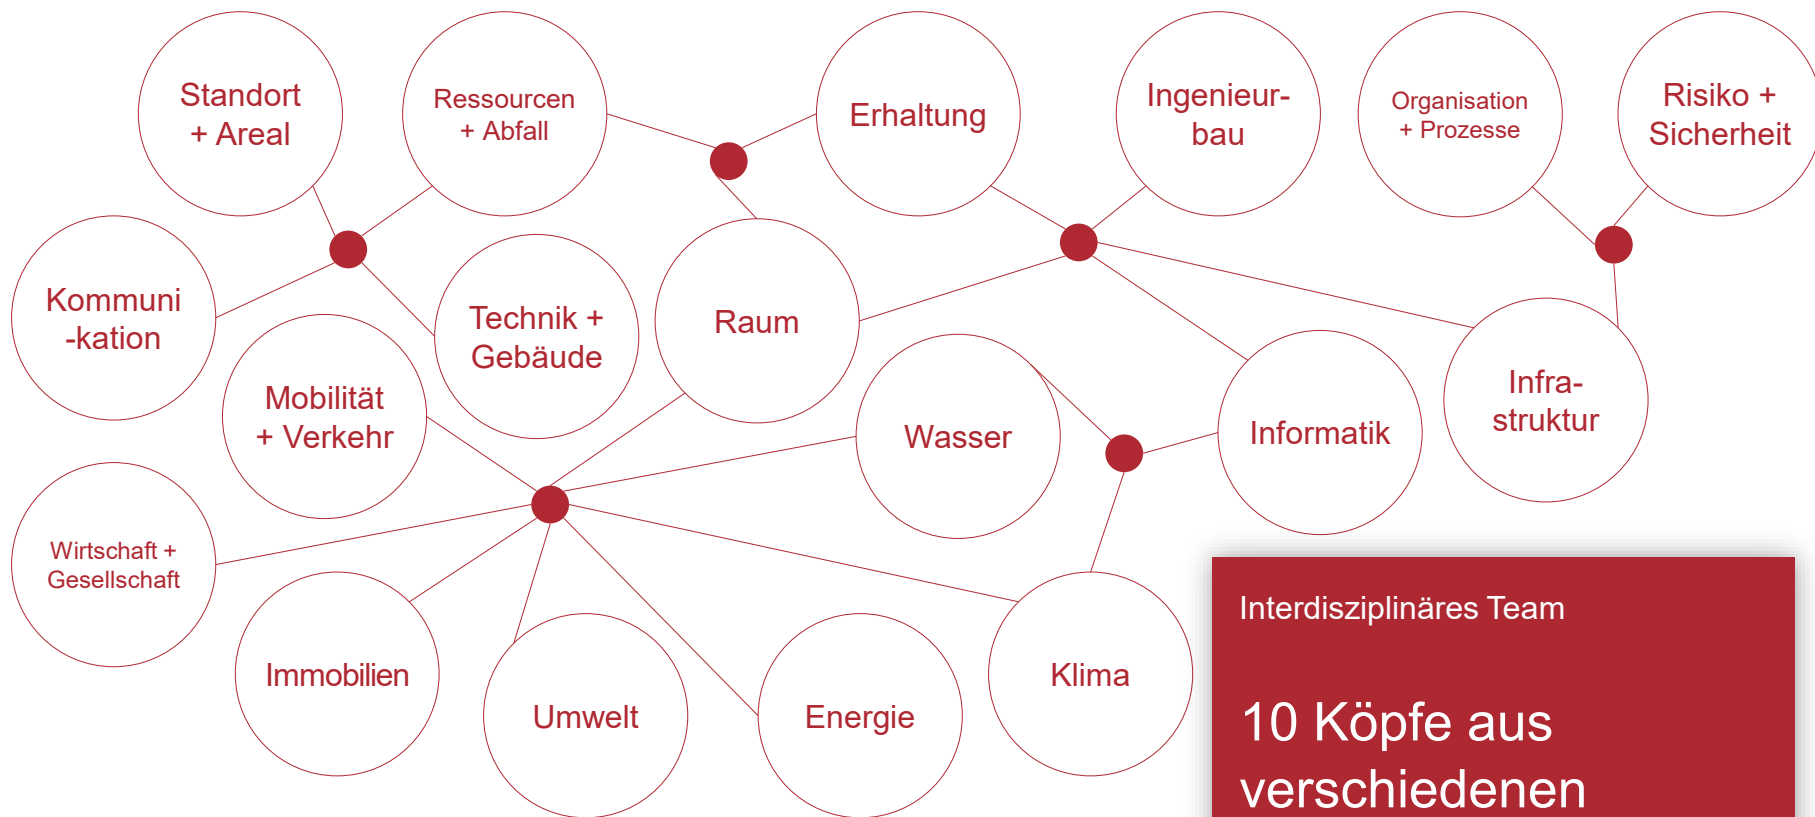 Standort
+ Areal
Ressourcen
+ Abfall
Erhaltung
Ingenieur-
bau
Organisation
+ Prozesse
Risiko +
Sicherheit
Kommuni
-kation
Technik +
Gebäude
Raum
Mobilität
+ Verkehr
Wasser
Informatik
Infra-
struktur
Wirtschaft +
Gesellschaft
Immobilien
Umwelt
Energie
Klima
Interdisziplinäres Team
10 Köpfe aus
verschiedenen